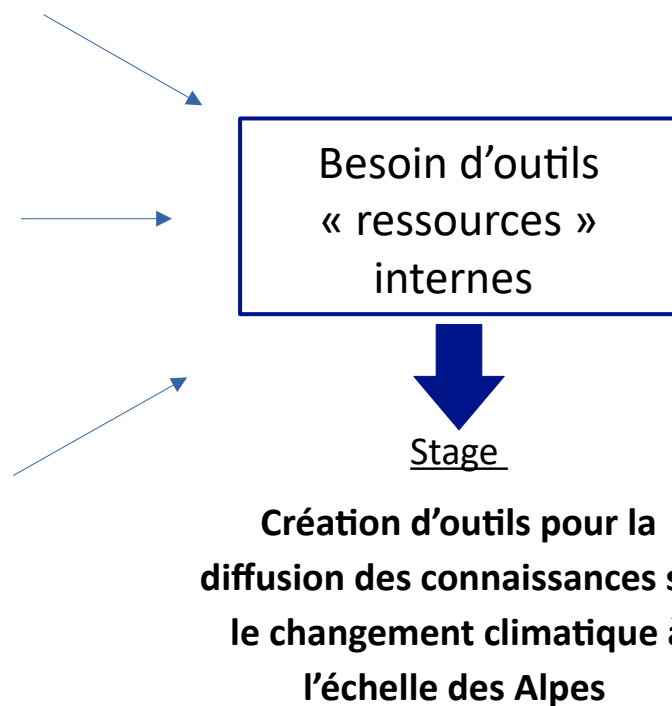 Besoin d'outils
« ressources »
internes
Stage
Création d'outils pour la
diffusion des connaissances
le changement climatique
l'échelle des Alpes